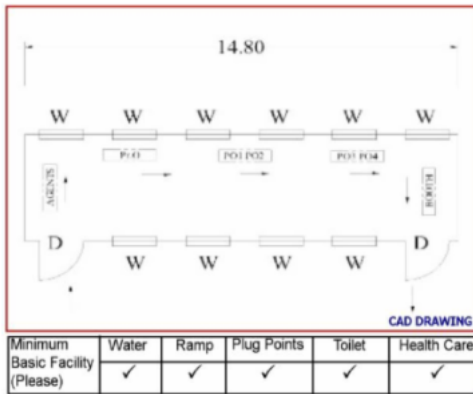 14.80
W W W W W W
PrO PO1 PO2 PO3 PO4
AGENTS BOOTH
D D
W W W W
CAD DRAWING
Minimum Basic Facility (Please) Water Ramp Plug Points Toilet Health Care
✓ ✓ ✓ ✓ ✓